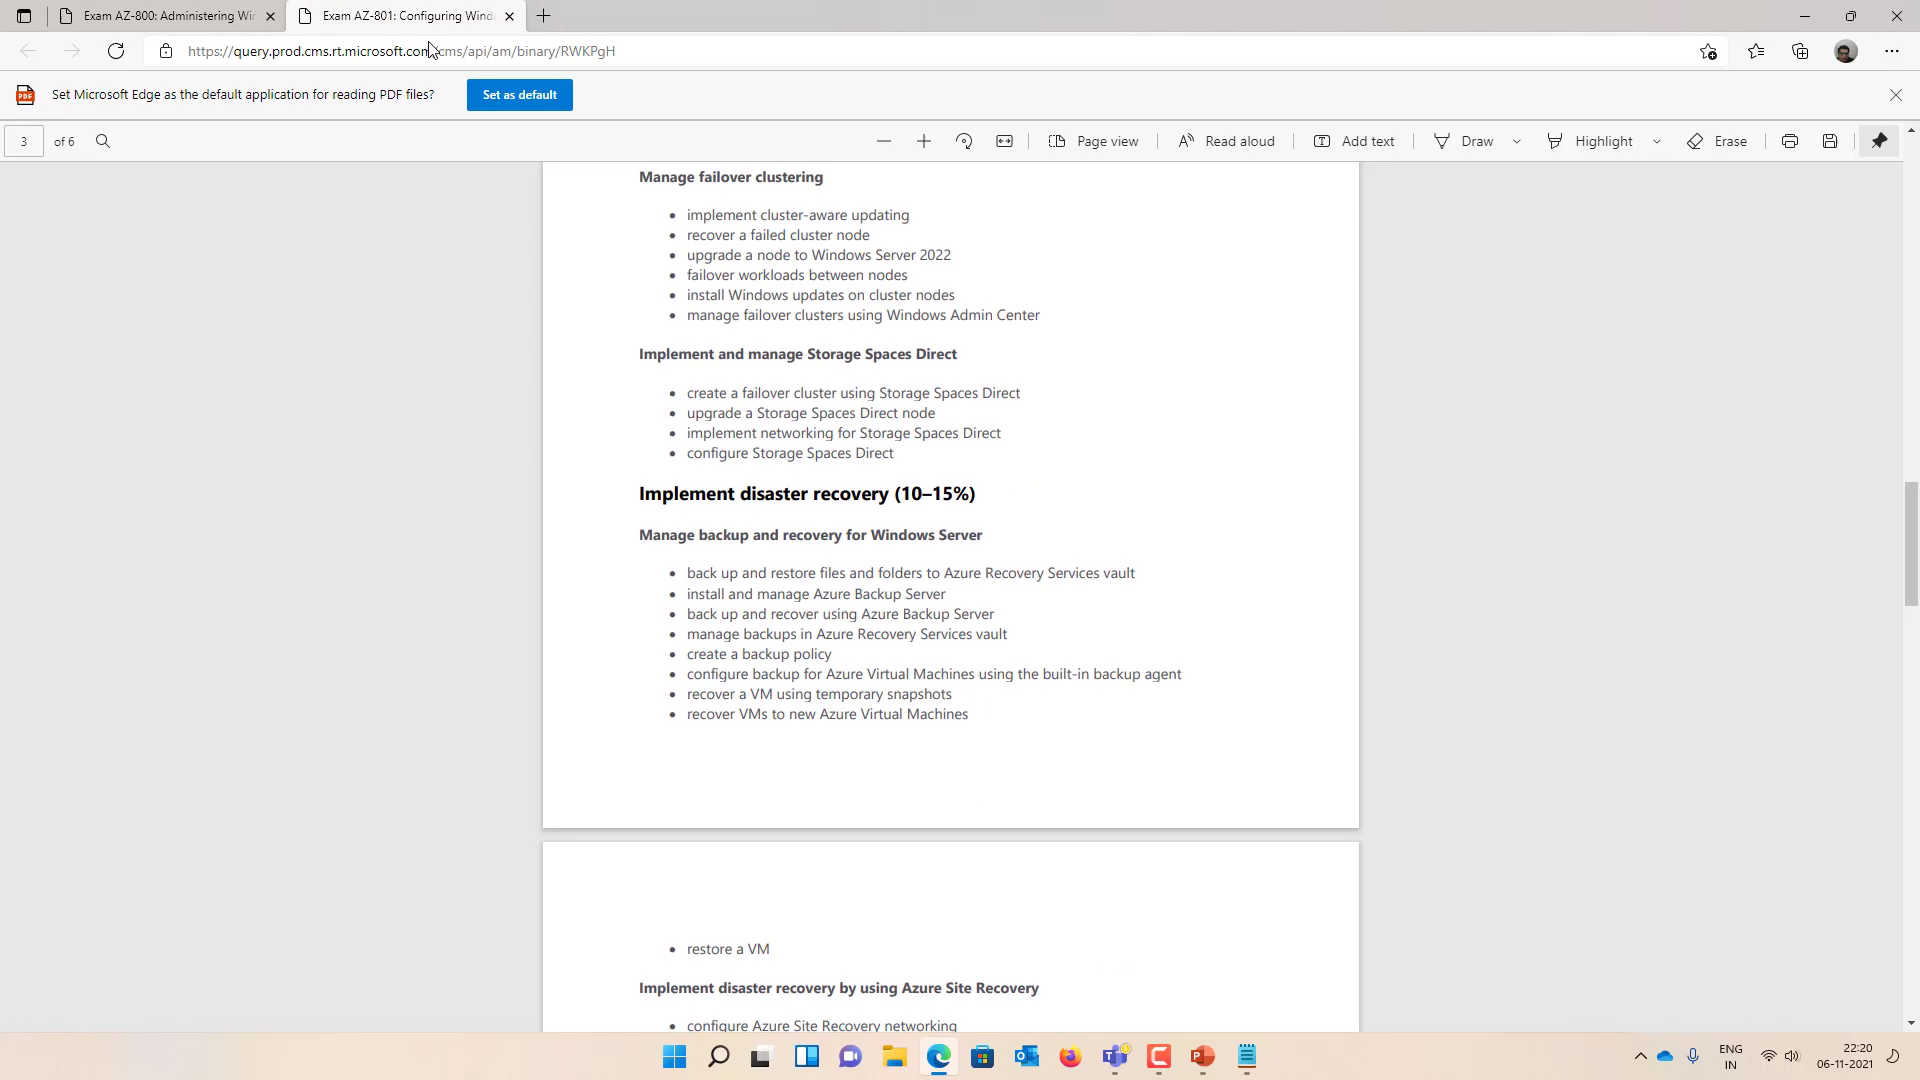 Exam AZ-800: Administering Wi
Exam AZ-801: Configuring Wind
https://query.prod.cms.rt.microsoft.com/cms/api/am/binary/RWKPgH
Set Microsoft Edge as the default application for reading PDF files?
Set as default
3 of 6
Page view
Read aloud
Add text
Draw
Highlight
Erase
Manage failover clustering
• implement cluster-aware updating
• recover a failed cluster node
• upgrade a node to Windows Server 2022
• failover workloads between nodes
• install Windows updates on cluster nodes
• manage failover clusters using Windows Admin Center
Implement and manage Storage Spaces Direct
• create a failover cluster using Storage Spaces Direct
• upgrade a Storage Spaces Direct node
• implement networking for Storage Spaces Direct
• configure Storage Spaces Direct
Implement disaster recovery (10–15%)
Manage backup and recovery for Windows Server
• back up and restore files and folders to Azure Recovery Services vault
• install and manage Azure Backup Server
• back up and recover using Azure Backup Server
• manage backups in Azure Recovery Services vault
• create a backup policy
• configure backup for Azure Virtual Machines using the built-in backup agent
• recover a VM using temporary snapshots
• recover VMs to new Azure Virtual Machines
• restore a VM
Implement disaster recovery by using Azure Site Recovery
• configure Azure Site Recovery networking
ENG
IN
22:20
06-11-2021